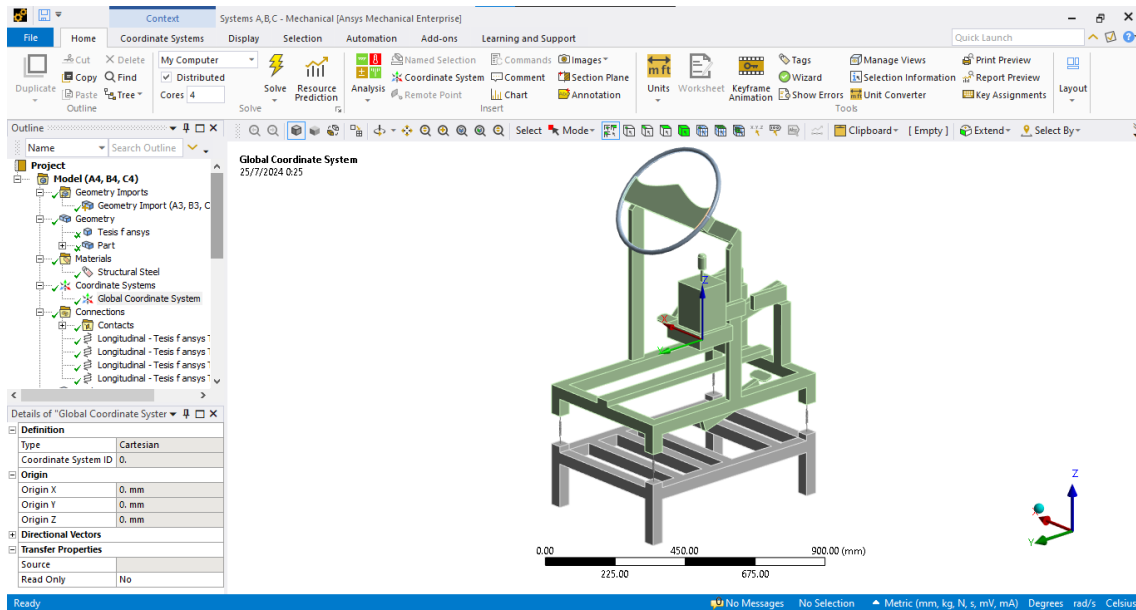 Context
Systems A,B,C - Mechanical [Ansys Mechanical Enterprise]
File Home Coordinate Systems Display Selection Automation Add-ons Learning and Support Quick Launch
Duplicate
Cut
Copy
Paste
Delete
Find
Tree
Outline
My Computer
Distributed
Cores 4
Solve
Resource Prediction
Solve
Analysis
Named Selection
Coordinate System
Remote Point
Commands
Comment
Chart
Images
Section Plane
Annotation
Insert
mft
Units
Worksheet
Keyframe Animation
Tags
Wizard
Show Errors
Manage Views
Selection Information
Unit Converter
Print Preview
Report Preview
Key Assignments
Tools
Layout
Outline
Select Mode Clipboard [ Empty ] Extend Select By
Name Search Outline
Project
Model (A4, B4, C4)
Geometry Imports
Geometry Import (A3, B3, C
Geometry
Tesis f ansys
Part
Materials
Structural Steel
Coordinate Systems
Global Coordinate System
Connections
Contacts
Longitudinal - Tesis f ansys T
Longitudinal - Tesis f ansys T
Longitudinal - Tesis f ansys T
Longitudinal - Tesis f ansys T
Details of "Global Coordinate Syster
Definition
Type Cartesian
Coordinate System ID 0.
Origin
Origin X 0. mm
Origin Y 0. mm
Origin Z 0. mm
Directional Vectors
Transfer Properties
Source
Read Only No
Global Coordinate System
25/7/2024 0:25
Z
X
Y
0.00 450.00 900.00 (mm)
225.00 675.00
Z
X
Y
Ready
No Messages No Selection Metric (mm, kg, N, s, mV, mA) Degrees rad/s Celsius